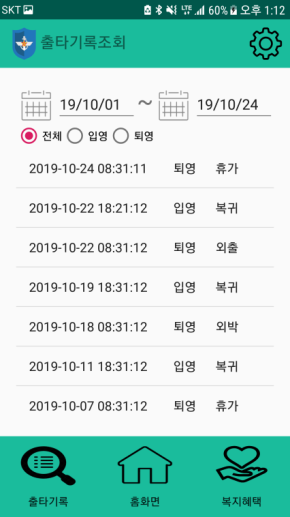 SKT LTE 60% 오후 1:12
출타기록조회
19/10/01 ~ 19/10/24
전체 입영 퇴영
2019-10-24 08:31:11 퇴영 휴가
2019-10-22 18:21:12 입영 복귀
2019-10-22 08:31:12 퇴영 외출
2019-10-19 18:31:12 입영 복귀
2019-10-18 08:31:12 퇴영 외박
2019-10-11 18:31:12 입영 복귀
2019-10-07 08:31:12 퇴영 휴가
출타기록 홈화면 복지혜택